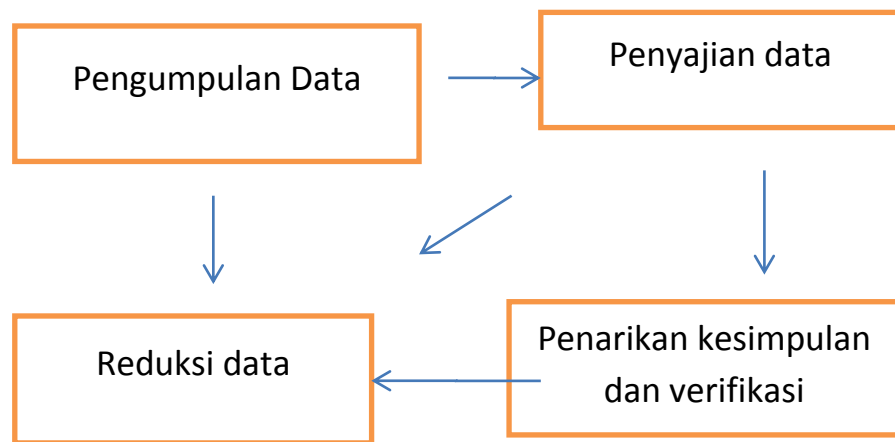 Pengumpulan Data
Penyajian data
Reduksi data
Penarikan kesimpulan
dan verifikasi